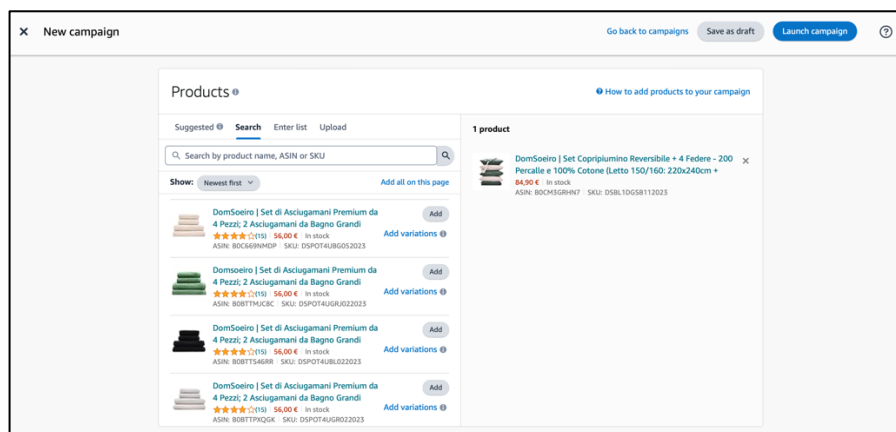 New campaign
Go back to campaigns
Save as draft
Launch campaign
Products
How to add products to your campaign
Suggested
Search
Enter list
Upload
Search by product name, ASIN or SKU
Show: Newest first
Add all on this page
DomSoeiro | Set di Asciugamani Premium da
4 Pezzi; 2 Asciugamani da Bagno Grandi
(15) 56,00 € In stock
ASIN: B0C669NMDP SKU: DSPOT4UBGO52023
Add
Add variations
Domsoeiro | Set di Asciugamani Premium da
4 Pezzi; 2 Asciugamani da Bagno Grandi
(15) 56,00 € In stock
ASIN: B0BTTMJC8C SKU: DSPOT4UGRJ022023
Add
Add variations
DomSoeiro | Set di Asciugamani Premium da
4 Pezzi; 2 Asciugamani da Bagno Grandi
(15) 56,00 € In stock
ASIN: B0BTTS46RR SKU: DSPOT4UBL022023
Add
Add variations
DomSoeiro | Set di Asciugamani Premium da
4 Pezzi; 2 Asciugamani da Bagno Grandi
(15) 56,00 € In stock
ASIN: B0BTTPXQGK SKU: DSPOT4UGR022023
Add
Add variations
1 product
DomSoeiro | Set Copripiumino Reversibile + 4 Federe - 200
Percalle e 100% Cotone (Letto 150/160: 220x240cm +
84,90 € In stock
ASIN: B0CM3GRHN7 SKU: DSBL1DGSB112023